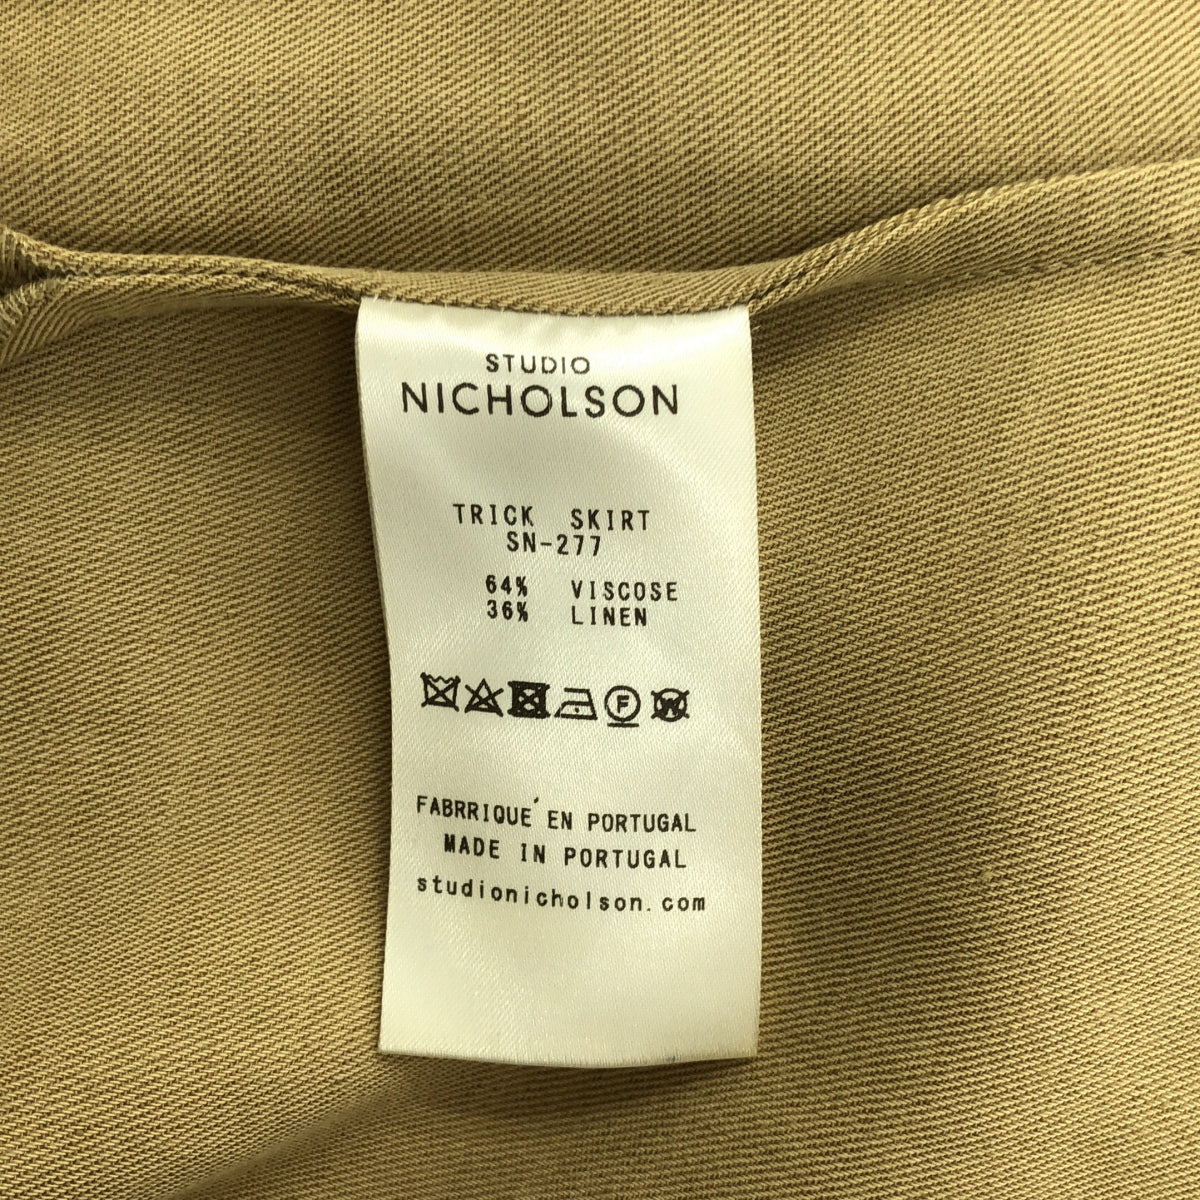 STUDIO
NICHOLSON
TRICK SKIRT
SN-277
64% VISCOSE
36% LINEN
F W
FABRRIQUE´ EN PORTUGAL
MADE IN PORTUGAL
studionicholson.com